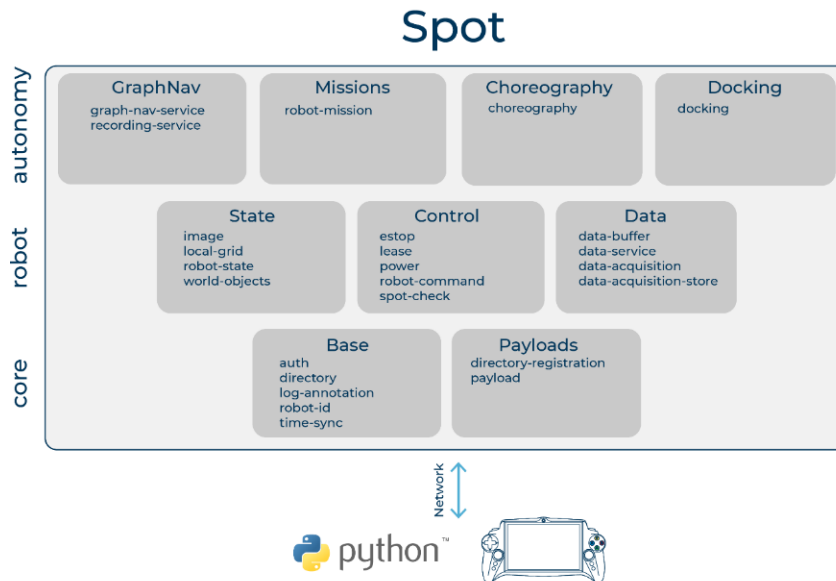 Spot
autonomy
GraphNav
graph-nav-service
recording-service
Missions
robot-mission
Choreography
choreography
Docking
docking
robot
State
image
local-grid
robot-state
world-objects
Control
estop
lease
power
robot-command
spot-check
Data
data-buffer
data-service
data-acquisition
data-acquisition-store
core
Base
auth
directory
log-annotation
robot-id
time-sync
Payloads
directory-registration
payload
Network
python™